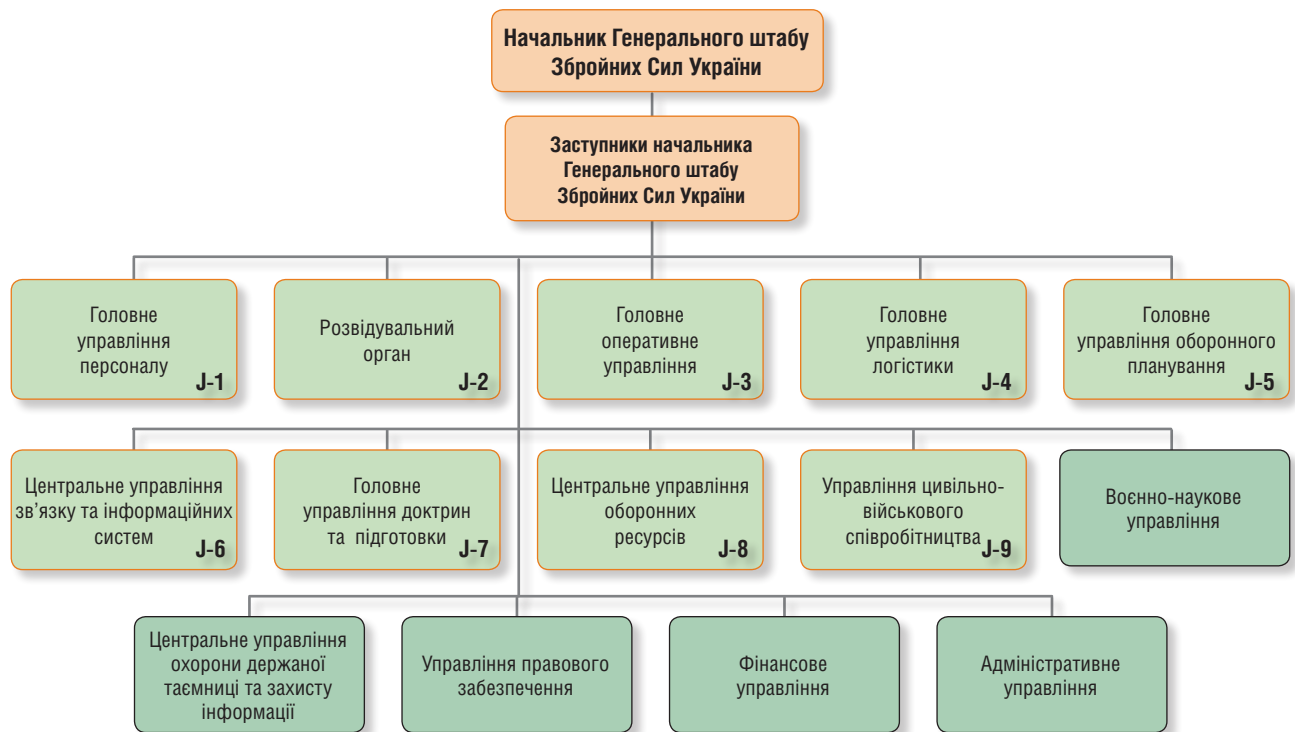 Начальник Генерального штабу
Збройних Сил України
Заступники начальника
Генерального штабу
Збройних Сил України
Головне
управління
персоналу
J-1
Розвідувальний
орган
J-2
Головне
оперативне
управління
J-3
Головне
управління
логістики
J-4
Головне
управління оборонного
планування
J-5
Центральне управління
зв’язку та інформаційних
систем
J-6
Головне
управління доктрин
та підготовки
J-7
Центральне управління
оборонних
ресурсів
J-8
Управління цивільно-
військового
співробітництва
J-9
Воєнно-наукове
управління
Центральне управління
охорони держаної
таємниці та захисту
інформації
Управління правового
забезпечення
Фінансове
управління
Адміністративне
управління